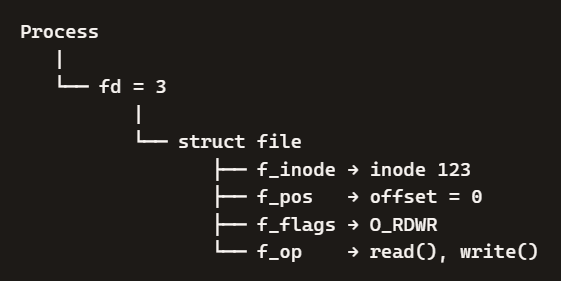 Process
|
└── fd = 3
|
└── struct file
├── f_inode → inode 123
├── f_pos → offset = 0
├── f_flags → O_RDWR
└── f_op → read(), write()